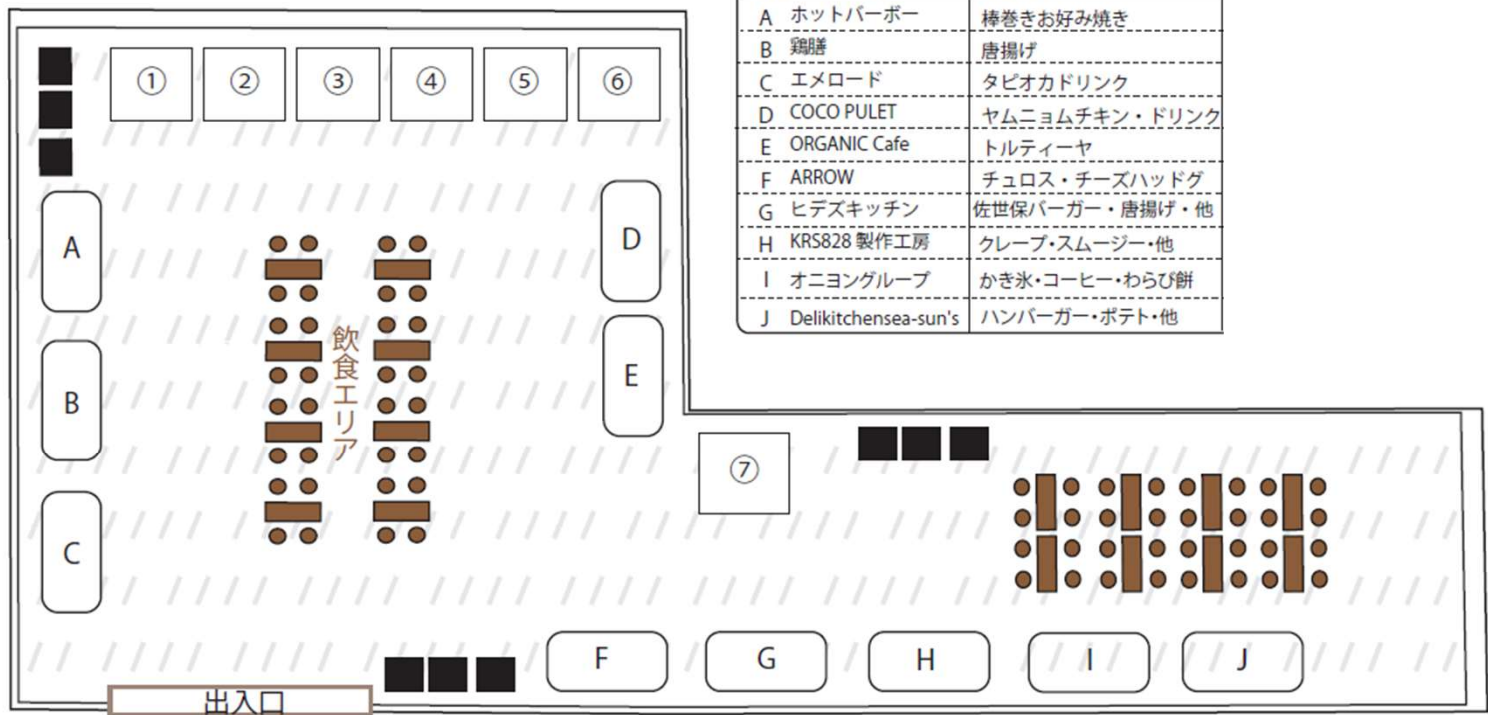 A ホットバーボー 棒巻きお好み焼き
B 鶏膳 唐揚げ
C エメロード タピオカドリンク
D COCO PULET ヤムニョムチキン・ドリンク
E ORGANIC Cafe トルティーヤ
F ARROW チュロス・チーズハッドグ
G ヒデズキッチン 佐世保バーガー・唐揚げ・他
H KRS828 製作工房 クレープ・スムージー・他
I オニヨングループ かき氷・コーヒー・わらび餅
J Delikitchensea-sun's ハンバーガー・ポテト・他
① ② ③ ④ ⑤ ⑥
A
D
飲食エリア
B
E
⑦
C
F G H I J
出入口